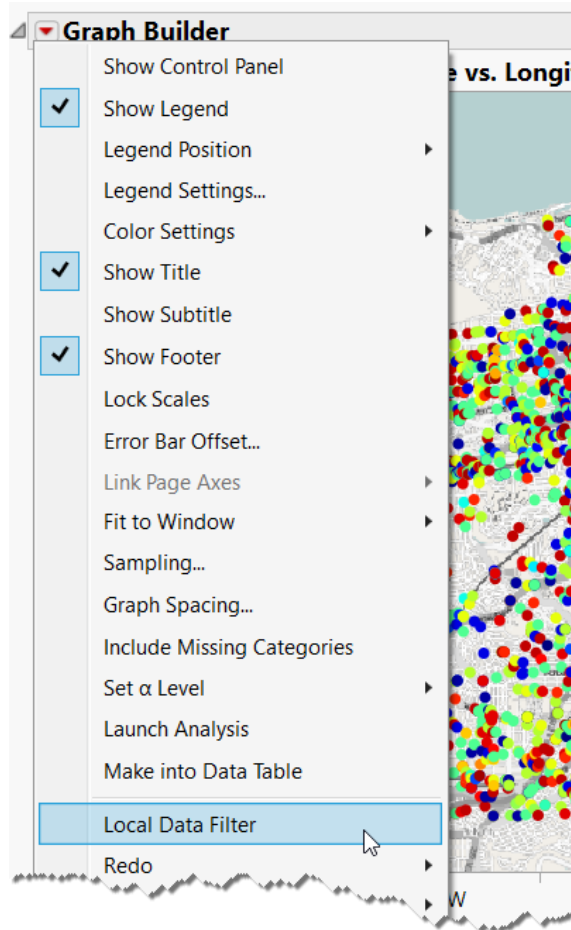 Graph Builder
Show Control Panel
e vs. Longi
Show Legend
Legend Position
Legend Settings...
Color Settings
Show Title
Show Subtitle
Show Footer
Lock Scales
Error Bar Offset...
Link Page Axes
Fit to Window
Sampling...
Graph Spacing...
Include Missing Categories
Set α Level
Launch Analysis
Make into Data Table
Local Data Filter
Redo
W